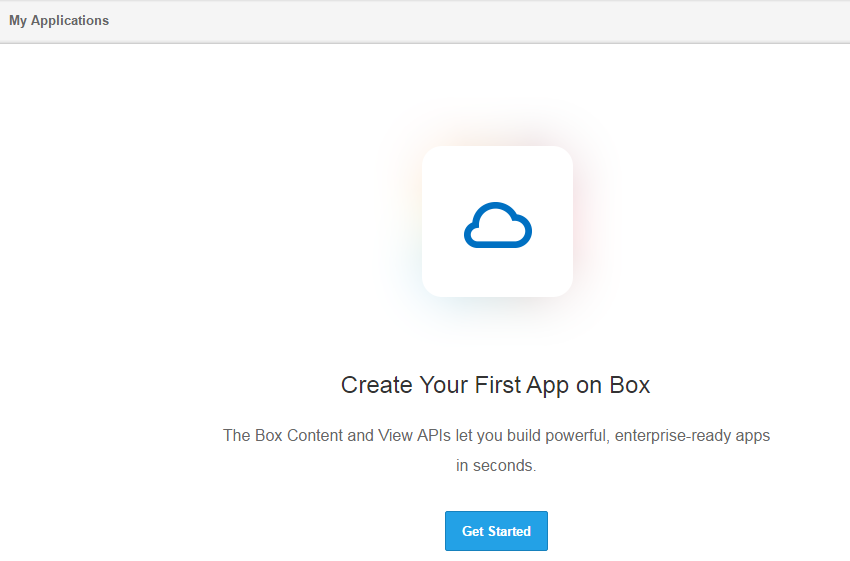 My Applications
Create Your First App on Box
The Box Content and View APIs let you build powerful, enterprise-ready apps
in seconds.
Get Started